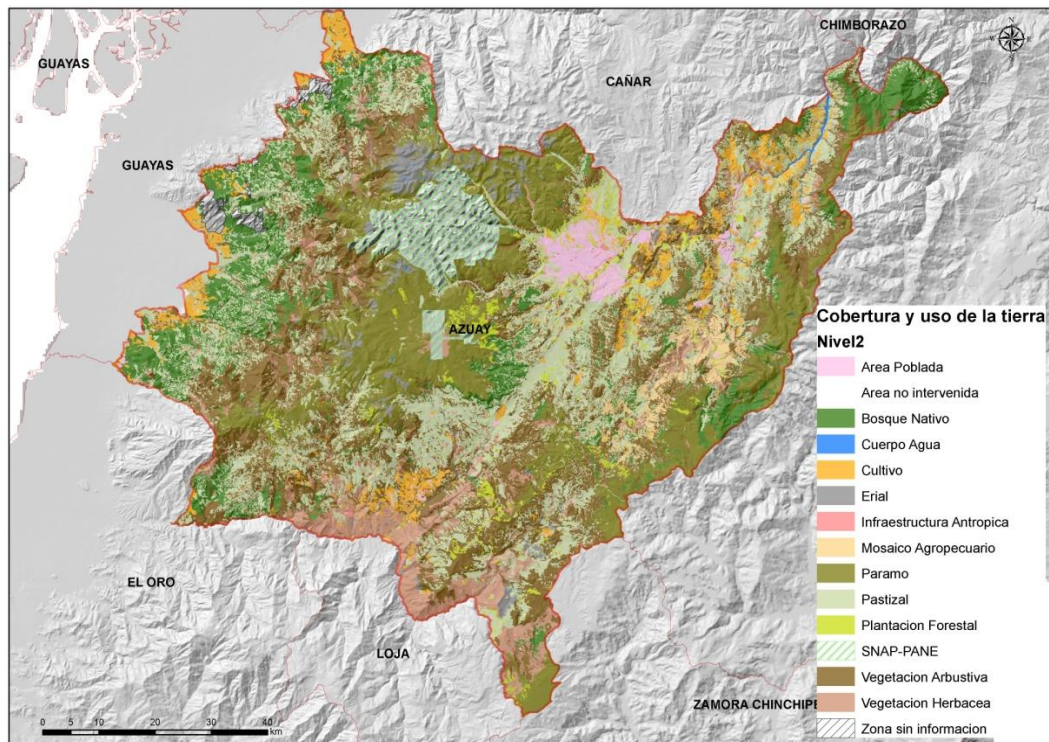 CHIMBORAZO
N
W
E
S
GUAYAS
CAÑAR
GUAYAS
AZUAY
Cobertura y uso de la tierra
Nivel2
Area Poblada
Area no intervenida
Bosque Nativo
Cuerpo Agua
Cultivo
Erial
Infraestructura Antropica
Mosaico Agropecuario
Paramo
Pastizal
Plantacion Forestal
SNAP-PANE
Vegetacion Arbustiva
Vegetacion Herbacea
Zona sin informacion
EL ORO
LOJA
ZAMORA CHINCHIPE
0 5 10 20 30 40
km